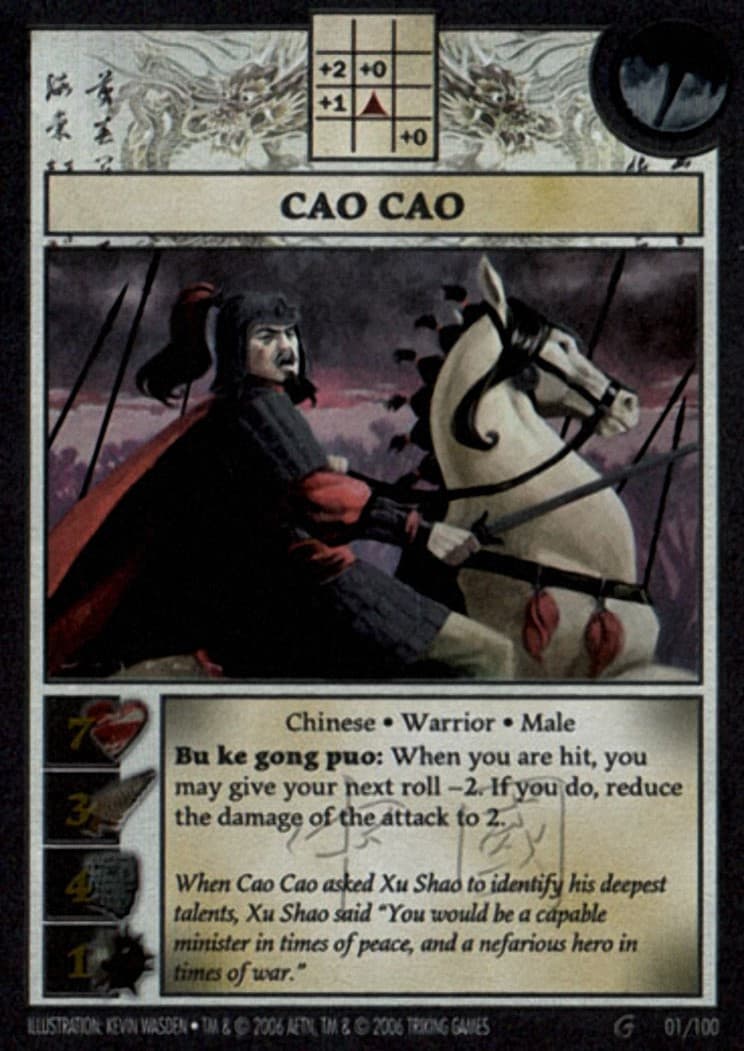 +2 +0
+1
+0
CAO CAO
7
3
4
1
Chinese • Warrior • Male
Bu ke gong puo: When you are hit, you
may give your next roll –2. If you do, reduce
the damage of the attack to 2.
When Cao Cao asked Xu Shao to identify his deepest
talents, Xu Shao said “You would be a capable
minister in times of peace, and a nefarious hero in
times of war.”
ILLUSTRATION: KEVIN WASDEN • TM & © 2006 AETN, TM & © 2006 TRIKING GAMES G 01/100